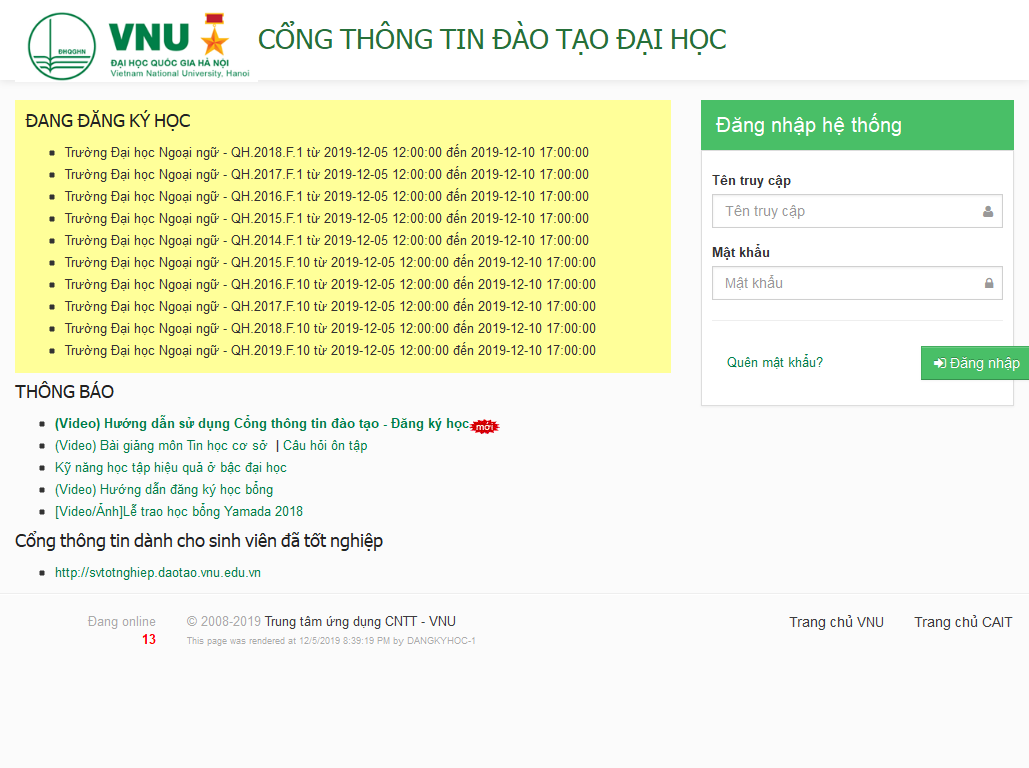 ĐHQGHN
VNU
ĐẠI HỌC QUỐC GIA HÀ NỘI
Vietnam National University, Hanoi
CỔNG THÔNG TIN ĐÀO TẠO ĐẠI HỌC
ĐANG ĐĂNG KÝ HỌC
Trường Đại học Ngoại ngữ - QH.2018.F.1 từ 2019-12-05 12:00:00 đến 2019-12-10 17:00:00
Trường Đại học Ngoại ngữ - QH.2017.F.1 từ 2019-12-05 12:00:00 đến 2019-12-10 17:00:00
Trường Đại học Ngoại ngữ - QH.2016.F.1 từ 2019-12-05 12:00:00 đến 2019-12-10 17:00:00
Trường Đại học Ngoại ngữ - QH.2015.F.1 từ 2019-12-05 12:00:00 đến 2019-12-10 17:00:00
Trường Đại học Ngoại ngữ - QH.2014.F.1 từ 2019-12-05 12:00:00 đến 2019-12-10 17:00:00
Trường Đại học Ngoại ngữ - QH.2015.F.10 từ 2019-12-05 12:00:00 đến 2019-12-10 17:00:00
Trường Đại học Ngoại ngữ - QH.2016.F.10 từ 2019-12-05 12:00:00 đến 2019-12-10 17:00:00
Trường Đại học Ngoại ngữ - QH.2017.F.10 từ 2019-12-05 12:00:00 đến 2019-12-10 17:00:00
Trường Đại học Ngoại ngữ - QH.2018.F.10 từ 2019-12-05 12:00:00 đến 2019-12-10 17:00:00
Trường Đại học Ngoại ngữ - QH.2019.F.10 từ 2019-12-05 12:00:00 đến 2019-12-10 17:00:00
THÔNG BÁO
(Video) Hướng dẫn sử dụng Cổng thông tin đào tạo - Đăng ký học mới
(Video) Bài giảng môn Tin học cơ sở | Câu hỏi ôn tập
Kỹ năng học tập hiệu quả ở bậc đại học
(Video) Hướng dẫn đăng ký học bổng
[Video/Ảnh]Lễ trao học bổng Yamada 2018
Cổng thông tin dành cho sinh viên đã tốt nghiệp
http://svtotnghiep.daotao.vnu.edu.vn
Đăng nhập hệ thống
Tên truy cập
Tên truy cập
Mật khẩu
Mật khẩu
Quên mật khẩu?
Đăng nhập
Đang online
13
© 2008-2019 Trung tâm ứng dụng CNTT - VNU
This page was rendered at 12/5/2019 8:39:19 PM by DANGKYHOC-1
Trang chủ VNU
Trang chủ CAIT